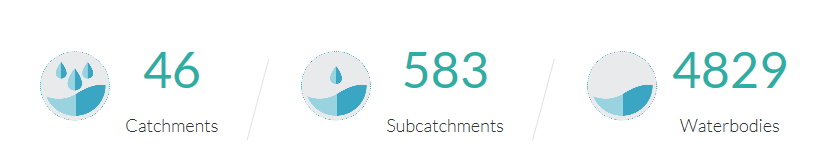 46
Catchments
583
Subcatchments
4829
Waterbodies